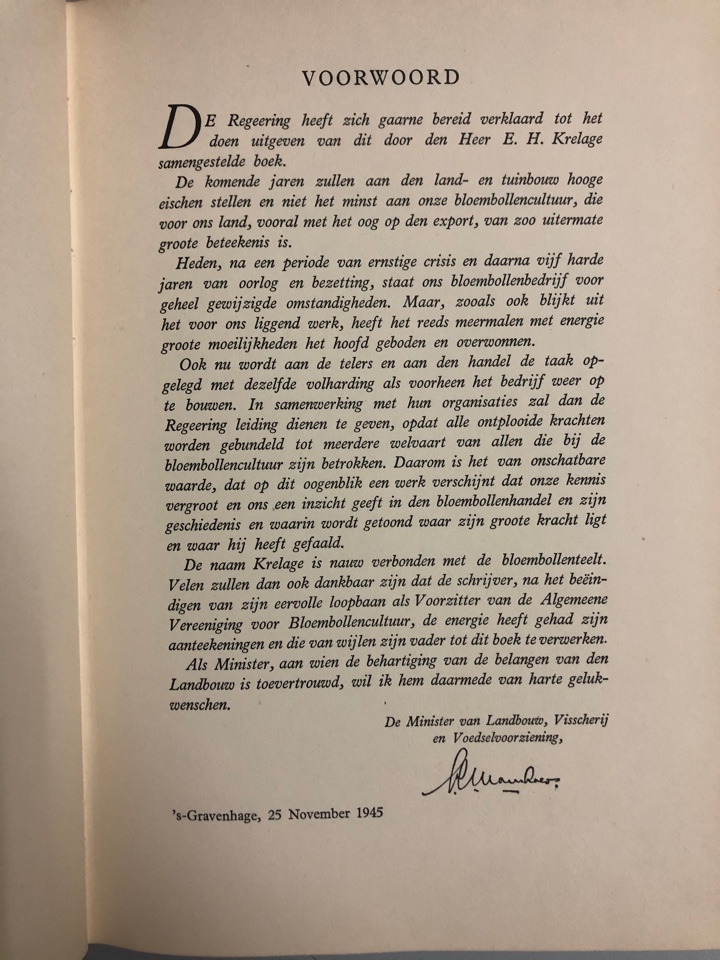 VOORWOORD
DE Regeering heeft zich gaarne bereid verklaard tot het
doen uitgeven van dit door den Heer E. H. Krelage
samengestelde boek.
De komende jaren zullen aan den land- en tuinbouw hooge
eischen stellen en niet het minst aan onze bloembollencultuur, die
voor ons land, vooral met het oog op den export, van zoo uitermate
groote beteekenis is.
Heden, na een periode van ernstige crisis en daarna vijf harde
jaren van oorlog en bezetting, staat ons bloembollenbedrijf voor
geheel gewijzigde omstandigheden. Maar, zooals ook blijkt uit
het voor ons liggend werk, heeft het reeds meermalen met energie
groote moeilijkheden het hoofd geboden en overwonnen.
Ook nu wordt aan de telers en aan den handel de taak op-
gelegd met dezelfde volharding als voorheen het bedrijf weer op
te bouwen. In samenwerking met hun organisaties zal dan de
Regeering leiding dienen te geven, opdat alle ontplooide krachten
worden gebundeld tot meerdere welvaart van allen die bij de
bloembollencultuur zijn betrokken. Daarom is het van onschatbare
waarde, dat op dit oogenblik een werk verschijnt dat onze kennis
vergroot en ons een inzicht geeft in den bloembollenhandel en zijn
geschiedenis en waarin wordt getoond waar zijn groote kracht ligt
en waar hij heeft gefaald.
De naam Krelage is nauw verbonden met de bloembollenteelt.
Velen zullen dan ook dankbaar zijn dat de schrijver, na het beëin-
digen van zijn eervolle loopbaan als Voorzitter van de Algemeene
Vereeniging voor Bloembollencultuur, de energie heeft gehad zijn
aanteekeningen en die van wijlen zijn vader tot dit boek te verwerken.
Als Minister, aan wien de behartiging van de belangen van den
Landbouw is toevertrouwd, wil ik hem daarmede van harte geluk-
wenschen.
De Minister van Landbouw, Visscherij
en Voedselvoorziening,
's-Gravenhage, 25 November 1945